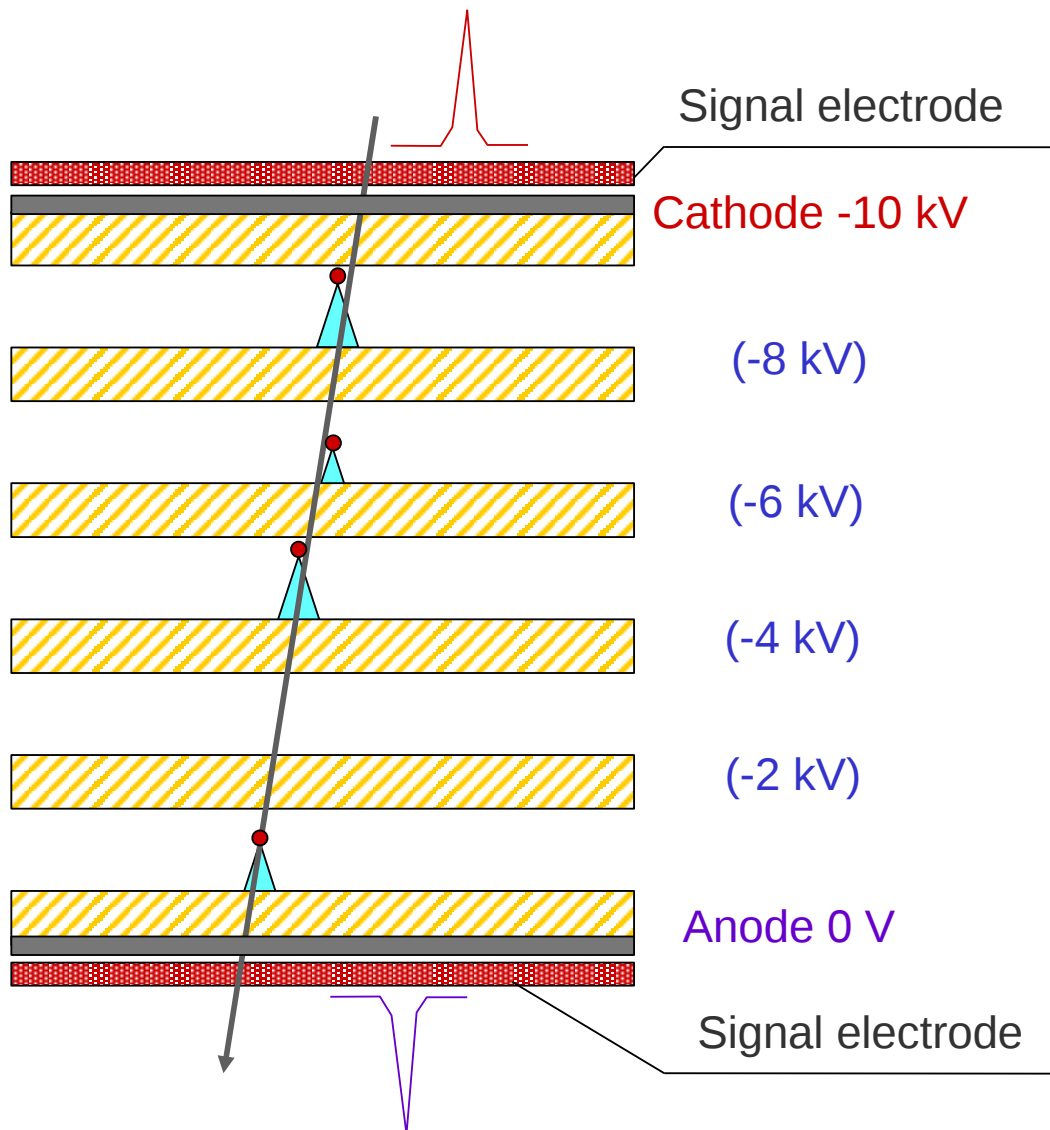 Signal electrode
Cathode -10 kV
(-8 kV)
(-6 kV)
(-4 kV)
(-2 kV)
Anode 0 V
Signal electrode